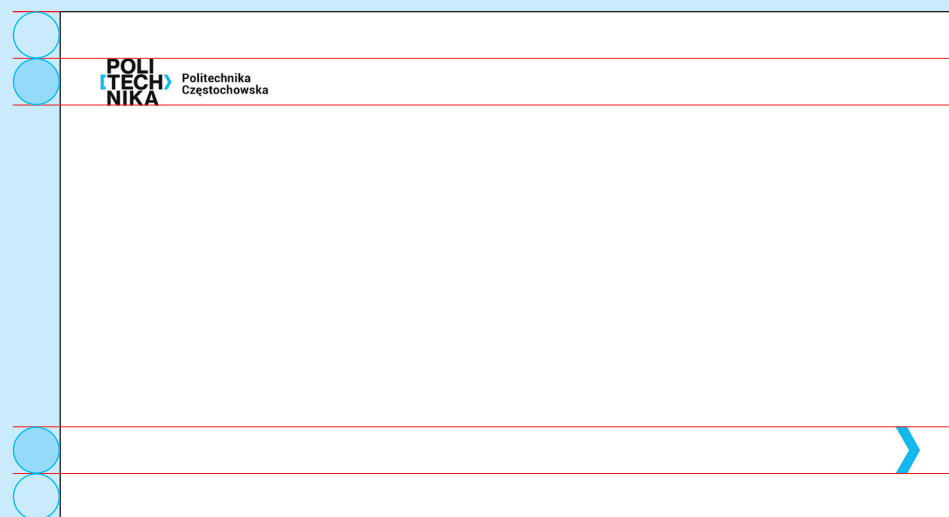 POLI
[TECH>
NIKA
Politechnika
Częstochowska